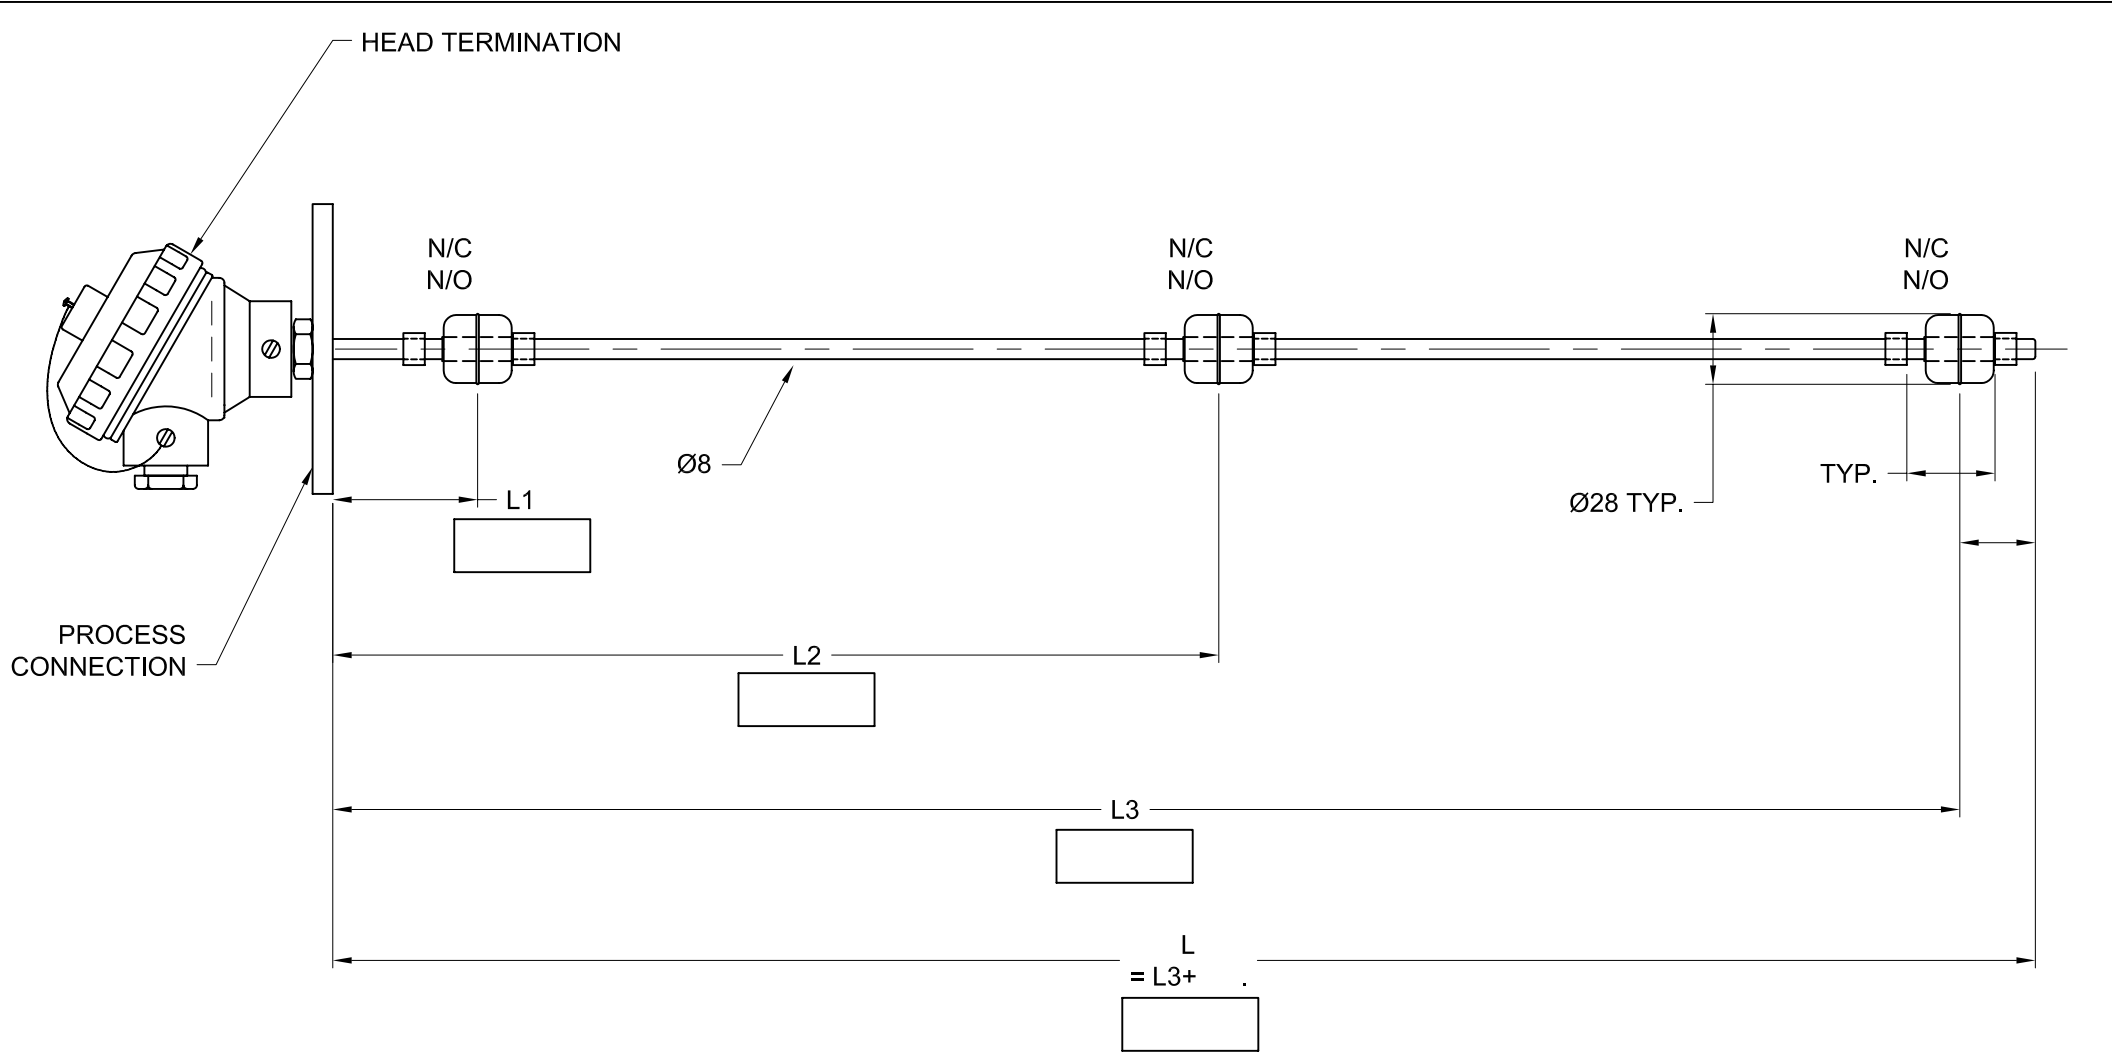 HEAD TERMINATION
N/C
N/O
N/C
N/O
N/C
N/O
Ø8
TYP.
Ø28 TYP.
L1
PROCESS
CONNECTION
L2
L3
L
= L3+ .